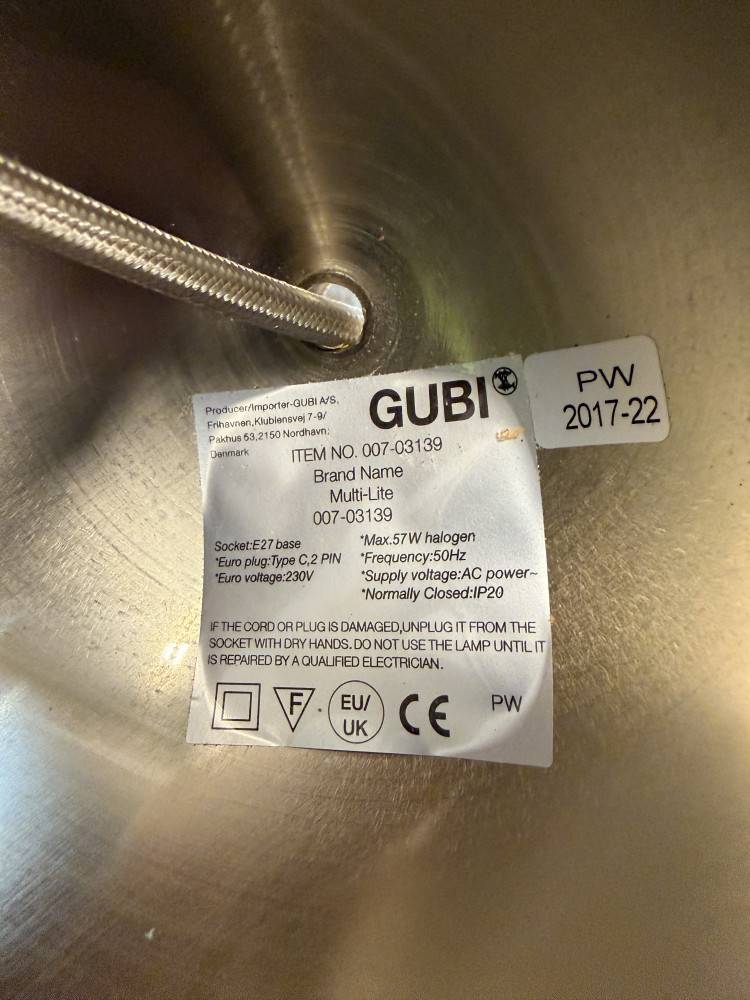 Producer/Importer-GUBI A/S,
Frihavnen,Klubiensvej 7-9/
Pakhus 53,2150 Nordhavn;
Denmark
GUBI
PW
2017-22
ITEM NO. 007-03139
Brand Name
Multi-Lite
007-03139
Socket:E27 base
*Euro plug:Type C,2 PIN
*Euro voltage:230V
*Max.57W halogen
*Frequency:50Hz
*Supply voltage:AC power~
*Normally Closed:IP20
IF THE CORD OR PLUG IS DAMAGED,UNPLUG IT FROM THE
SOCKET WITH DRY HANDS. DO NOT USE THE LAMP UNTIL IT
IS REPAIRED BY A QUALIFIED ELECTRICIAN.
F
EU/
UK
CE
PW